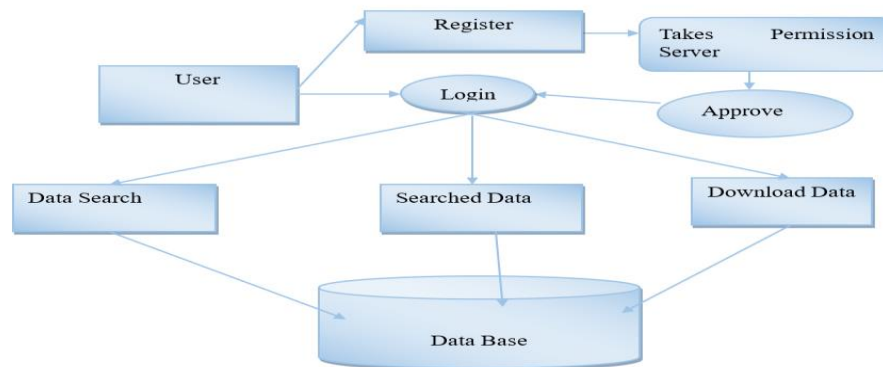 Register
Takes Permission
Server
User
Login
Approve
Data Search
Searched Data
Download Data
Data Base